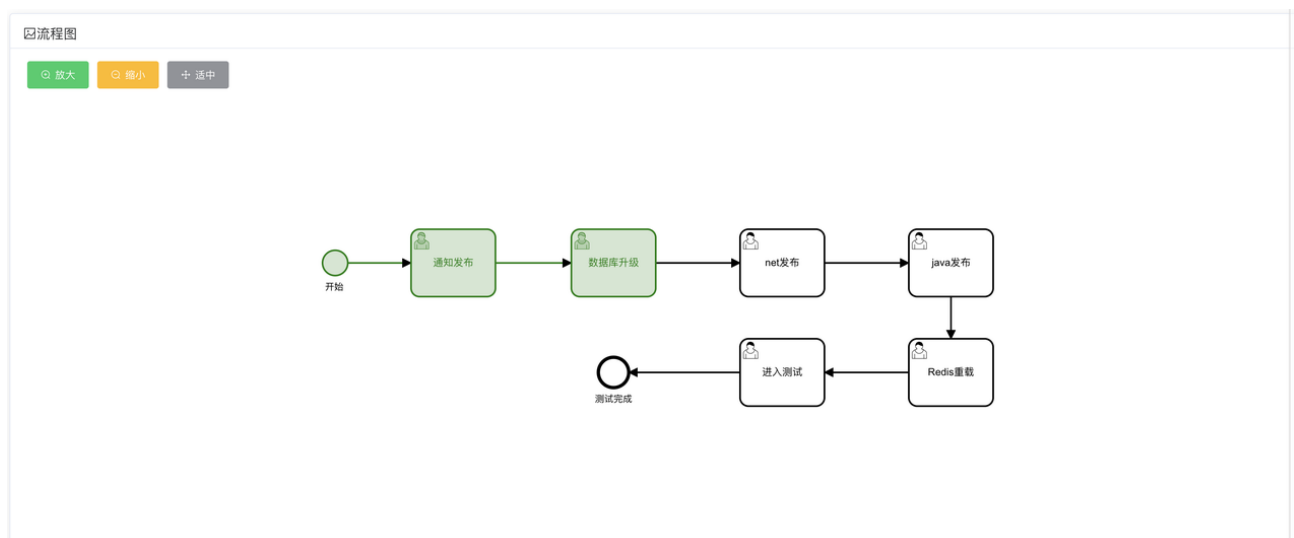 流程图
放大
缩小
适中
通知发布
数据库升级
net发布
java发布
开始
进入测试
Redis重载
测试完成